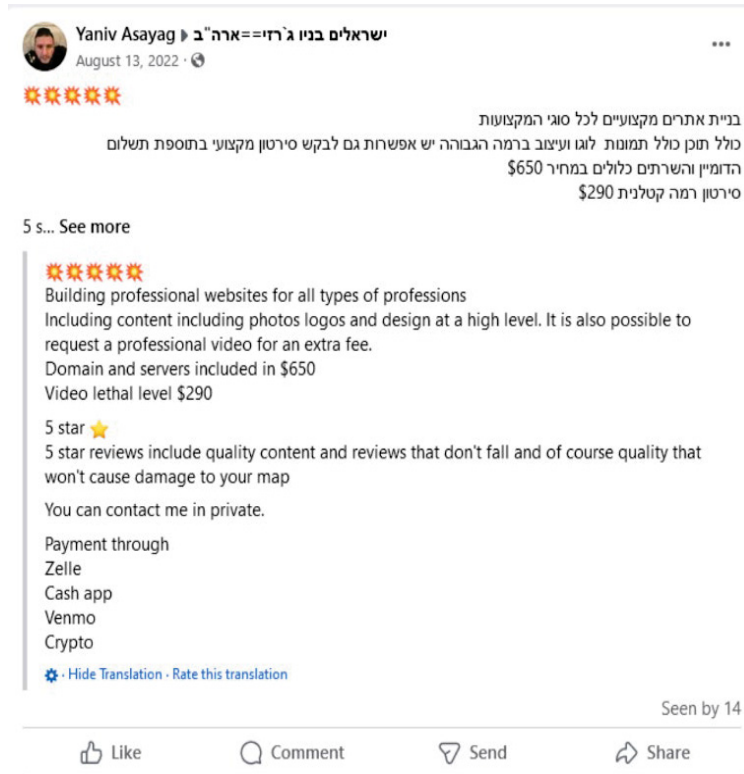 Yaniv Asayag ▸ ישראלים בניו ג'רזי==ארה"ב
August 13, 2022 ·
💥💥💥💥💥
בניית אתרים מקצועיים לכל סוגי המקצועות
כולל תוכן כולל תמונות לוגו ועיצוב ברמה הגבוהה יש אפשרות גם לבקש סירטון מקצועי בתוספת תשלום
הדומיין והשרתים כלולים במחיר 650$
סירטון רמה קטלנית 290$
5 s... See more
💥💥💥💥💥
Building professional websites for all types of professions
Including content including photos logos and design at a high level. It is also possible to
request a professional video for an extra fee.
Domain and servers included in $650
Video lethal level $290
5 star ⭐
5 star reviews include quality content and reviews that don't fall and of course quality that
won't cause damage to your map
You can contact me in private.
Payment through
Zelle
Cash app
Venmo
Crypto
· Hide Translation · Rate this translation
Seen by 14
Like Comment Send Share